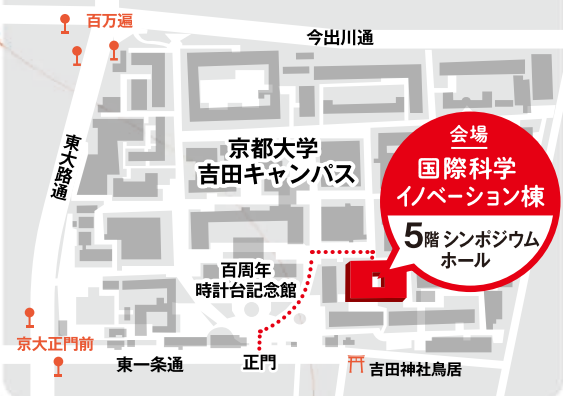 百万遍
今出川通
東大路通
京都大学
吉田キャンパス
会場
国際科学
イノベーション棟
5階 シンポジウム
ホール
百周年
時計台記念館
京大正門前
東一条通
正門
吉田神社鳥居